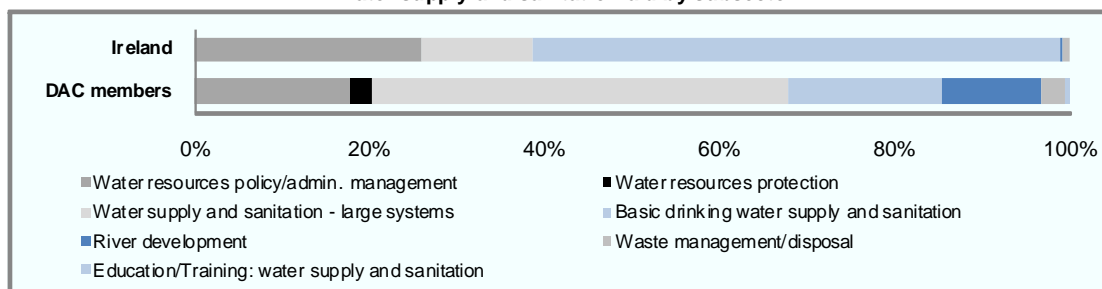 Ireland
DAC members
0% 20% 40% 60% 80% 100%
Water resources policy/admin. management
Water resources protection
Water supply and sanitation - large systems
Basic drinking water supply and sanitation
River development
Waste management/disposal
Education/Training: water supply and sanitation